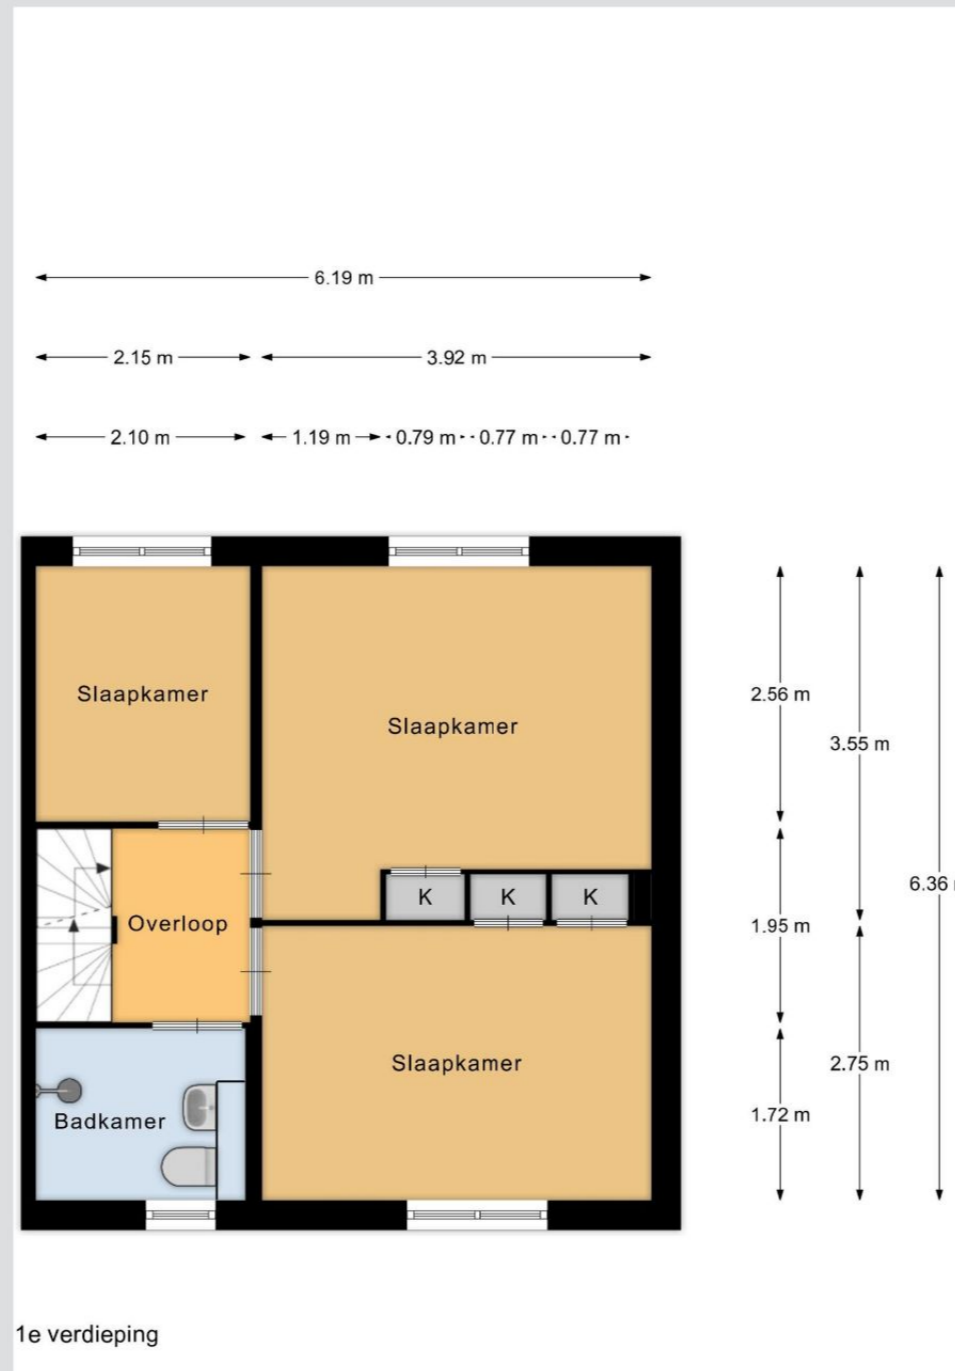 6.19 m
2.15 m 3.92 m
2.10 m 1.19 m 0.79 m 0.77 m 0.77 m
Slaapkamer
2.56 m
Slaapkamer
3.55 m
6.36
K K K
Overloop
1.95 m
Slaapkamer
2.75 m
Badkamer
1.72 m
1e verdieping